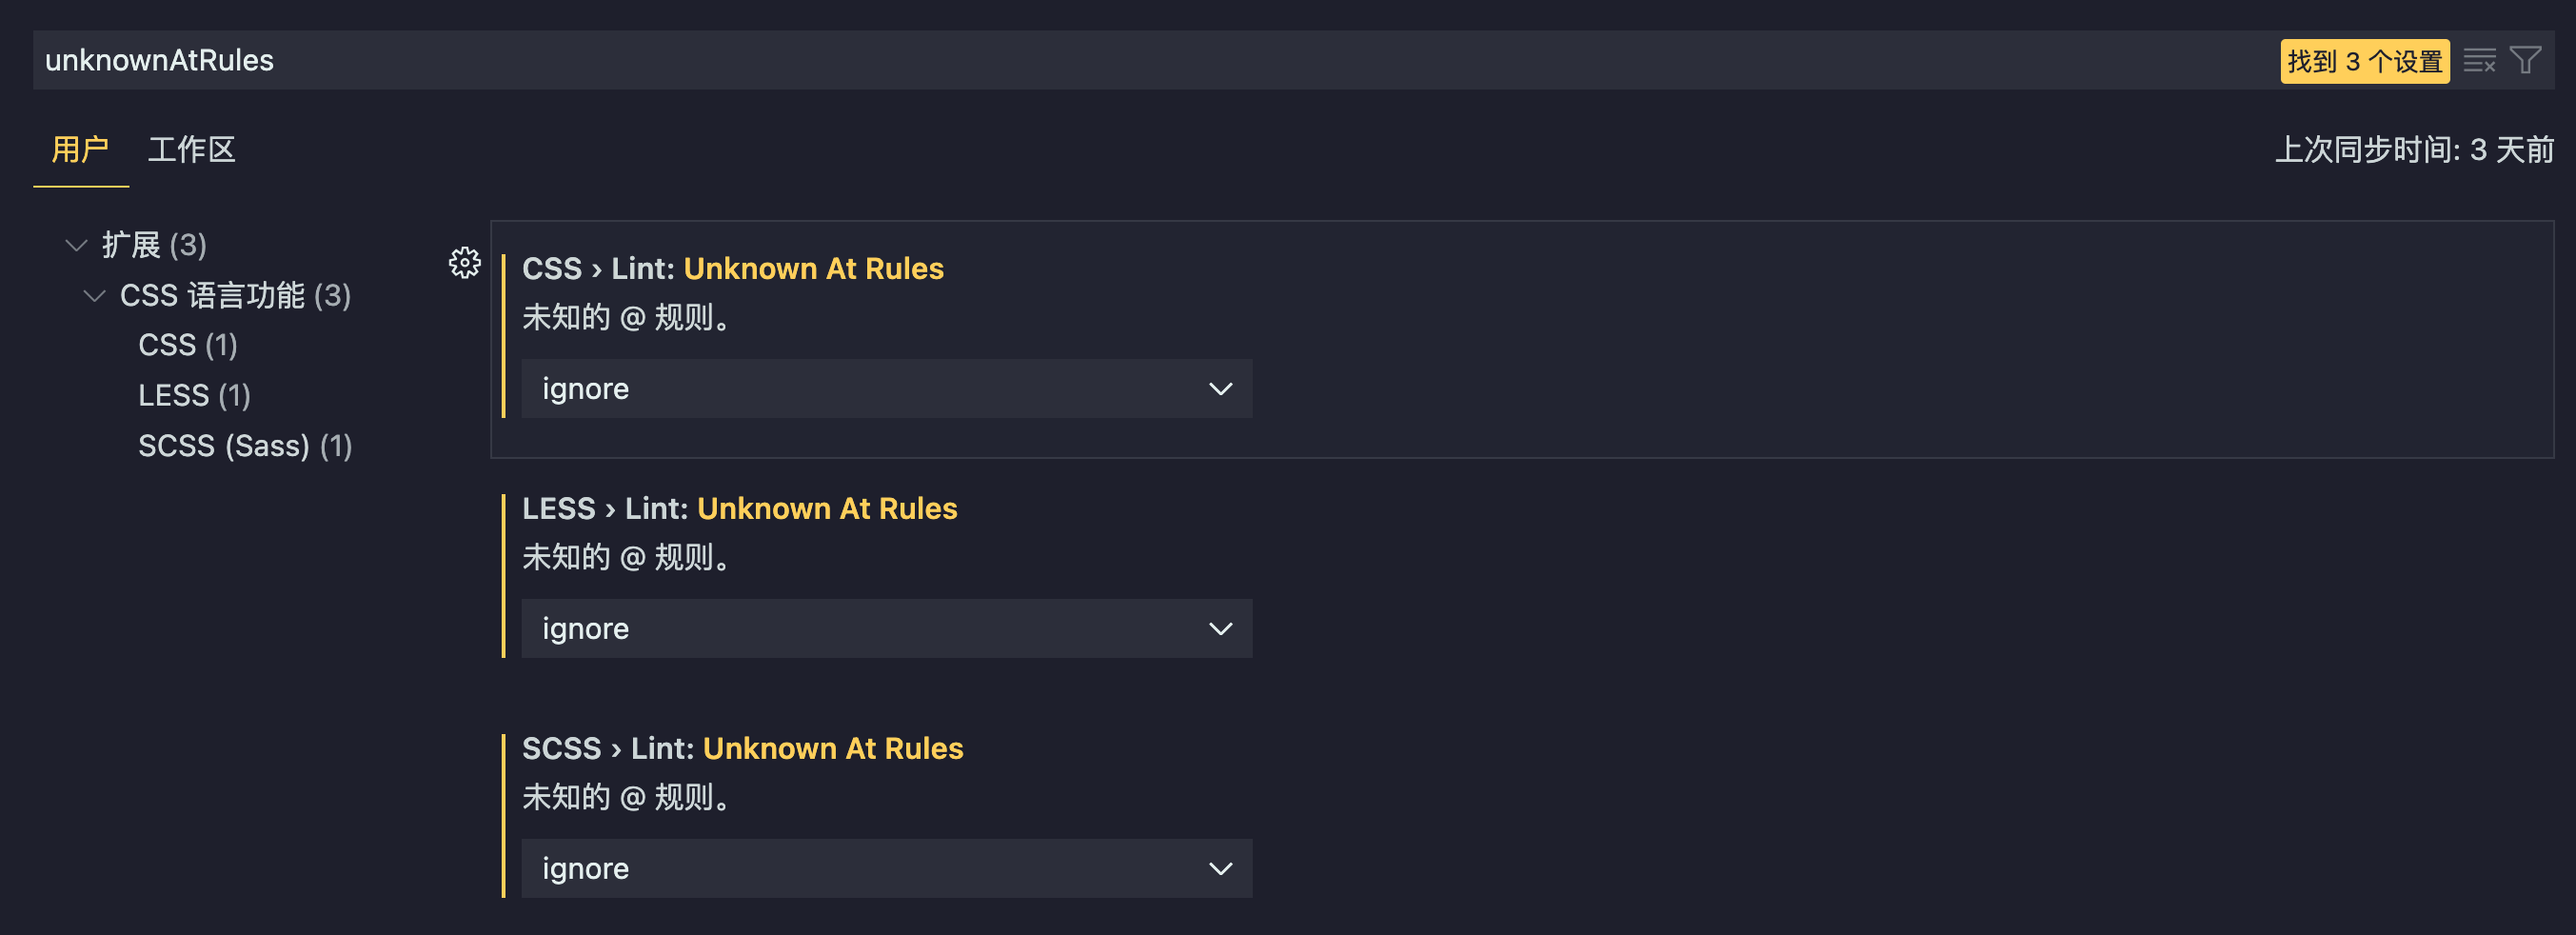 unknownAtRules
找到 3 个设置
用户 工作区
上次同步时间: 3 天前
扩展 (3)
CSS 语言功能 (3)
CSS (1)
LESS (1)
SCSS (Sass) (1)
CSS › Lint: Unknown At Rules
未知的 @ 规则。
ignore
LESS › Lint: Unknown At Rules
未知的 @ 规则。
ignore
SCSS › Lint: Unknown At Rules
未知的 @ 规则。
ignore